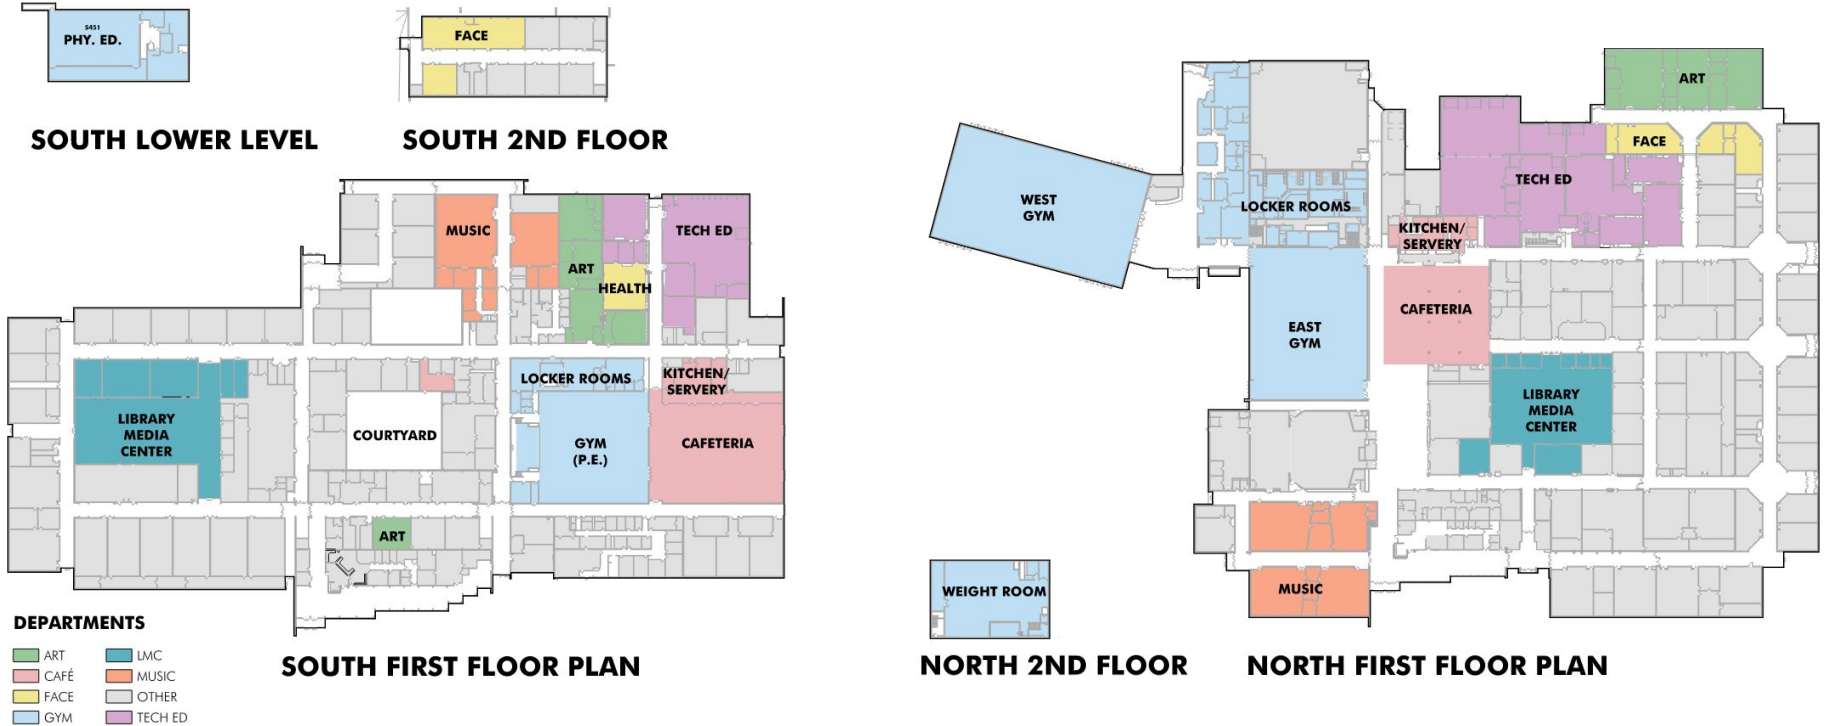 S451
PHY. ED.
SOUTH LOWER LEVEL
FACE
SOUTH 2ND FLOOR
MUSIC
TECH ED
ART
HEALTH
LOCKER ROOMS
KITCHEN/
SERVERY
LIBRARY
MEDIA
CENTER
COURTYARD
GYM
(P.E.)
CAFETERIA
ART
SOUTH FIRST FLOOR PLAN
DEPARTMENTS
ART
CAFÉ
FACE
GYM
LMC
MUSIC
OTHER
TECH ED
ART
FACE
TECH ED
WEST
GYM
LOCKER ROOMS
KITCHEN/
SERVERY
CAFETERIA
EAST
GYM
LIBRARY
MEDIA
CENTER
MUSIC
WEIGHT ROOM
NORTH 2ND FLOOR
NORTH FIRST FLOOR PLAN